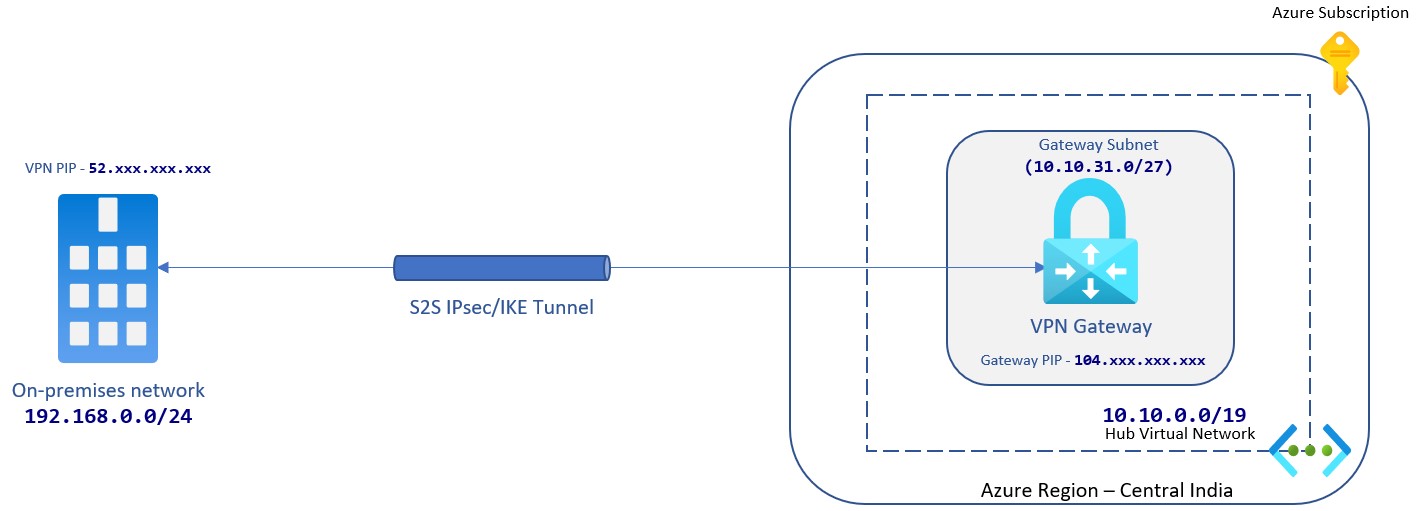 Azure Subscription
VPN PIP - 52.xxx.xxx.xxx
Gateway Subnet
(10.10.31.0/27)
S2S IPsec/IKE Tunnel
VPN Gateway
Gateway PIP - 104.xxx.xxx.xxx
On-premises network
192.168.0.0/24
10.10.0.0/19
Hub Virtual Network
Azure Region – Central India